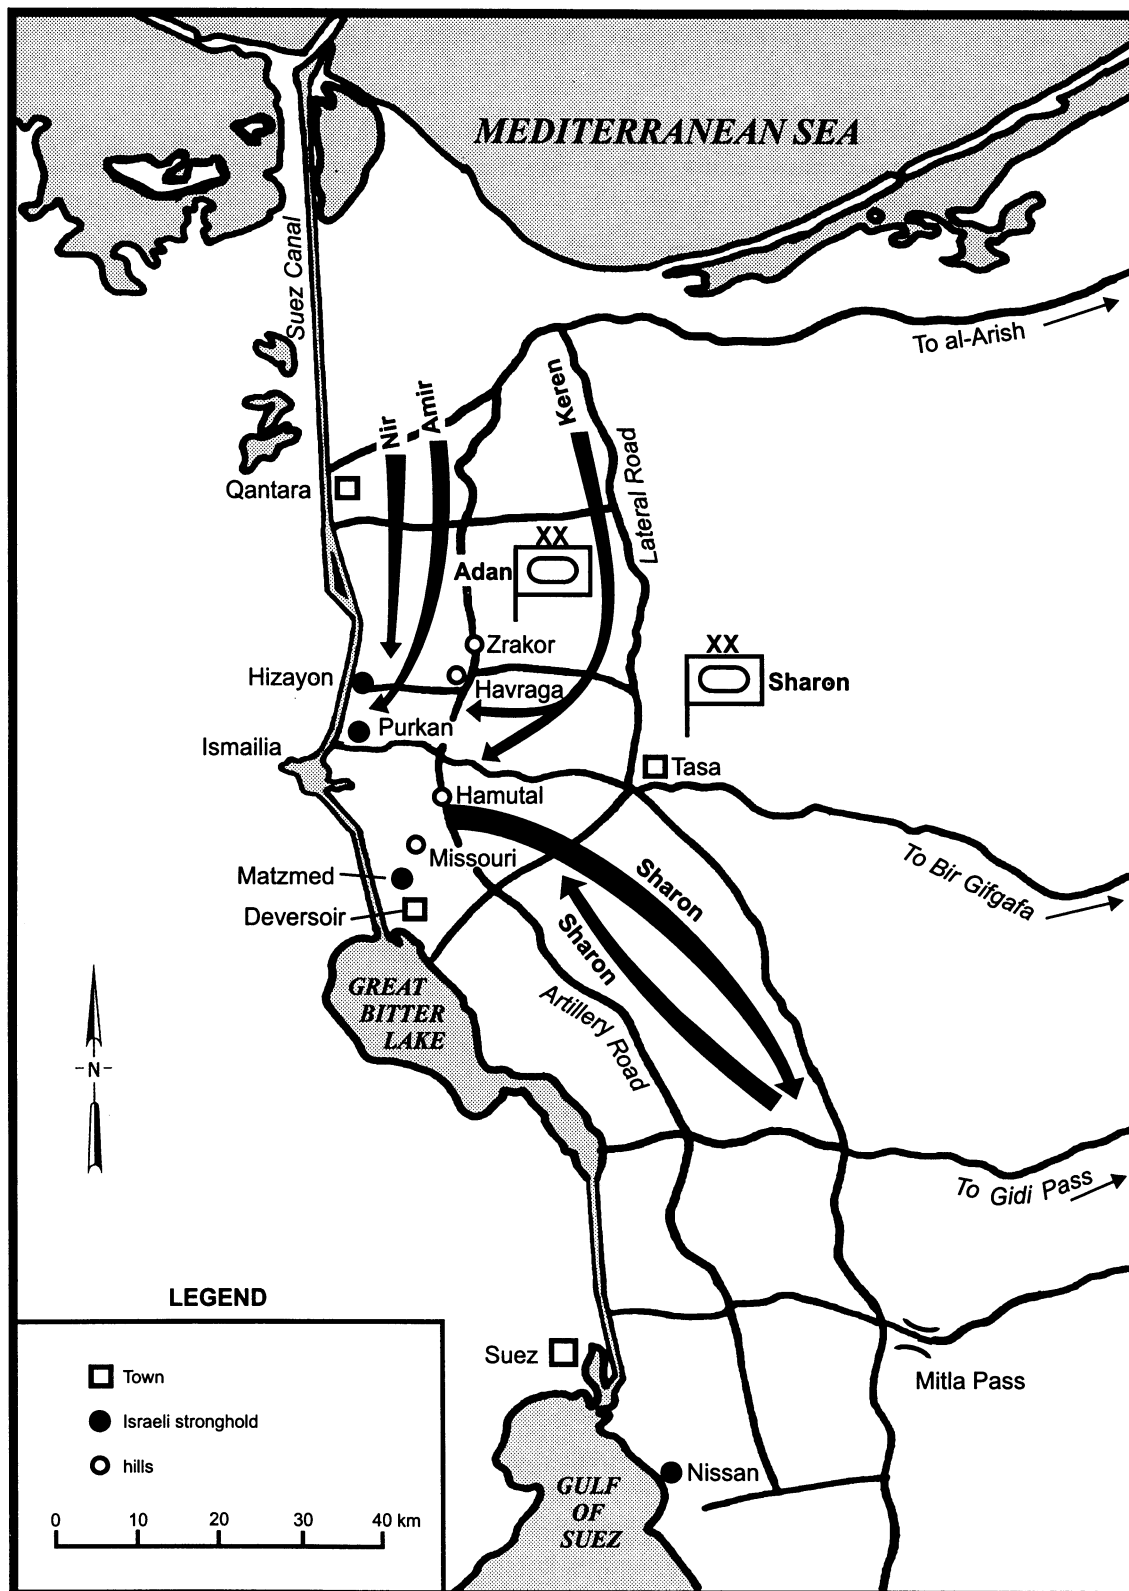 MEDITERRANEAN SEA
Suez Canal
To al-Arish
Nir
Amir
Keren
Lateral Road
Qantara
XX
Adan
Zrakor
XX
Sharon
Hizayon
Havraga
Purkan
Ismailia
Tasa
Hamutal
Missouri
Matzmed
Deversoir
Sharon
Sharon
To Bir Gifgafa
GREAT
BITTER
LAKE
Artillery Road
-N-
To Gidi Pass
LEGEND
Suez
Mitla Pass
Town
Israeli stronghold
hills
Nissan
GULF
OF
SUEZ
0 10 20 30 40 km